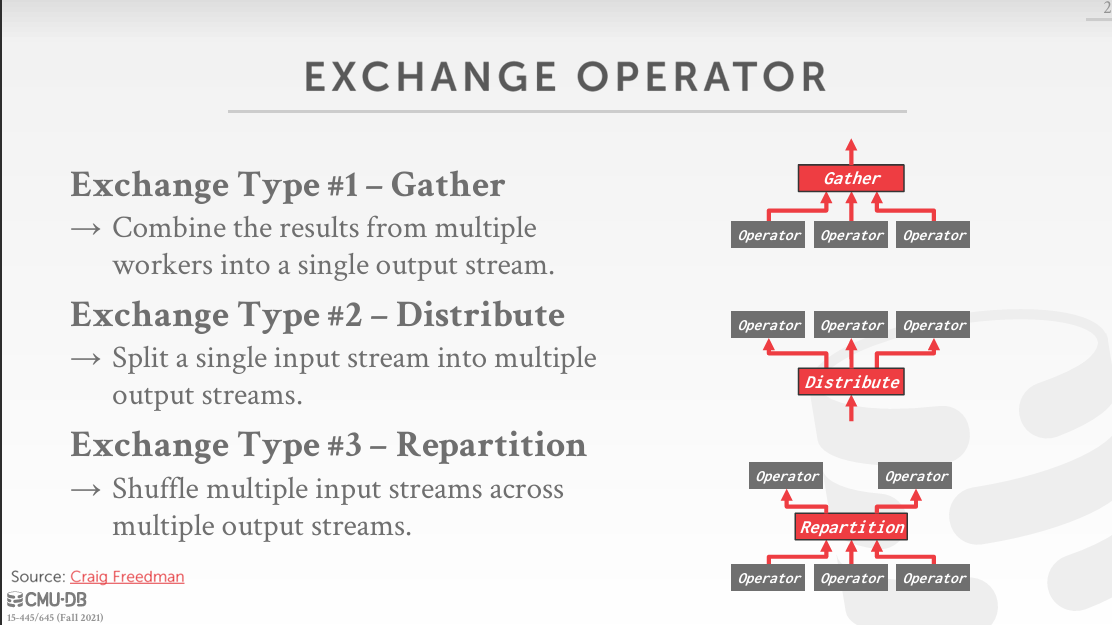 2
EXCHANGE OPERATOR
Exchange Type #1 – Gather
→ Combine the results from multiple
workers into a single output stream.
Exchange Type #2 – Distribute
→ Split a single input stream into multiple
output streams.
Exchange Type #3 – Repartition
→ Shuffle multiple input streams across
multiple output streams.
Gather
Operator Operator Operator
Operator Operator Operator
Distribute
Operator Operator
Repartition
Operator Operator Operator
Source: Craig Freedman
CMU·DB
15-445/645 (Fall 2021)